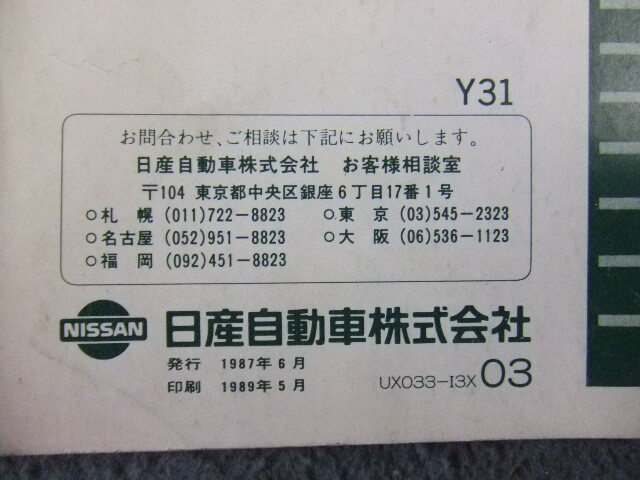 Y31
お問合わせ、ご相談は下記にお願いします。
日産自動車株式会社 お客様相談室
〒104 東京都中央区銀座6丁目17番1号
○札 幌 (011)722-8823 ○東 京 (03)545-2323
○名古屋 (052)951-8823 ○大 阪 (06)536-1123
○福 岡 (092)451-8823
NISSAN 日産自動車株式会社
発行 1987年6月
印刷 1989年5月
UX033-I3X 03